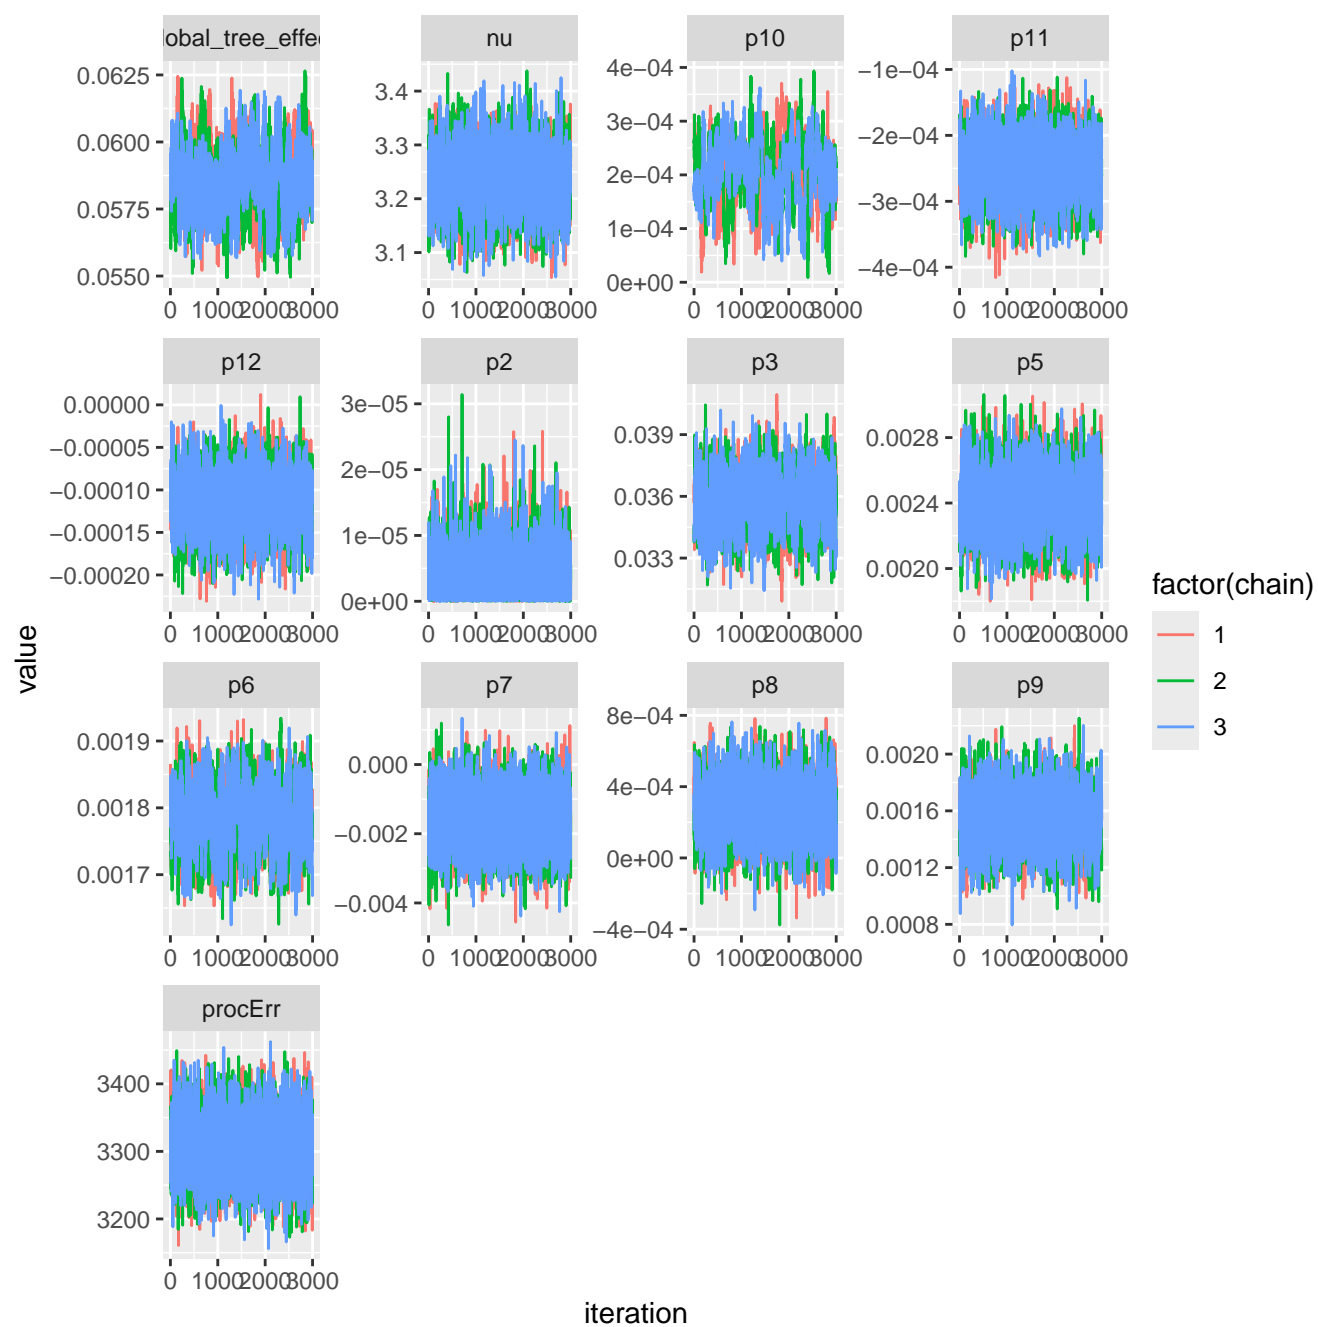 lobal_tree_effe
nu
p10
p11
0.0625
0.0600
0.0575
0.0550
3.4
3.3
3.2
3.1
4e−04
3e−04
2e−04
1e−04
0e+00
−1e−04
−2e−04
−3e−04
−4e−04
0 1000 2000 3000
0 1000 2000 3000
0 1000 2000 3000
0 1000 2000 3000
p12
p2
p3
p5
0.00000
−0.00005
−0.00010
−0.00015
−0.00020
3e−05
2e−05
1e−05
0e+00
0.039
0.036
0.033
0.0028
0.0024
0.0020
0 1000 2000 3000
0 1000 2000 3000
0 1000 2000 3000
0 1000 2000 3000
p6
p7
p8
p9
0.0019
0.0018
0.0017
0.000
−0.002
−0.004
8e−04
4e−04
0e+00
−4e−04
0.0020
0.0016
0.0012
0.0008
0 1000 2000 3000
0 1000 2000 3000
0 1000 2000 3000
0 1000 2000 3000
procErr
3400
3300
3200
0 1000 2000 3000
iteration
value
factor(chain)
1
2
3